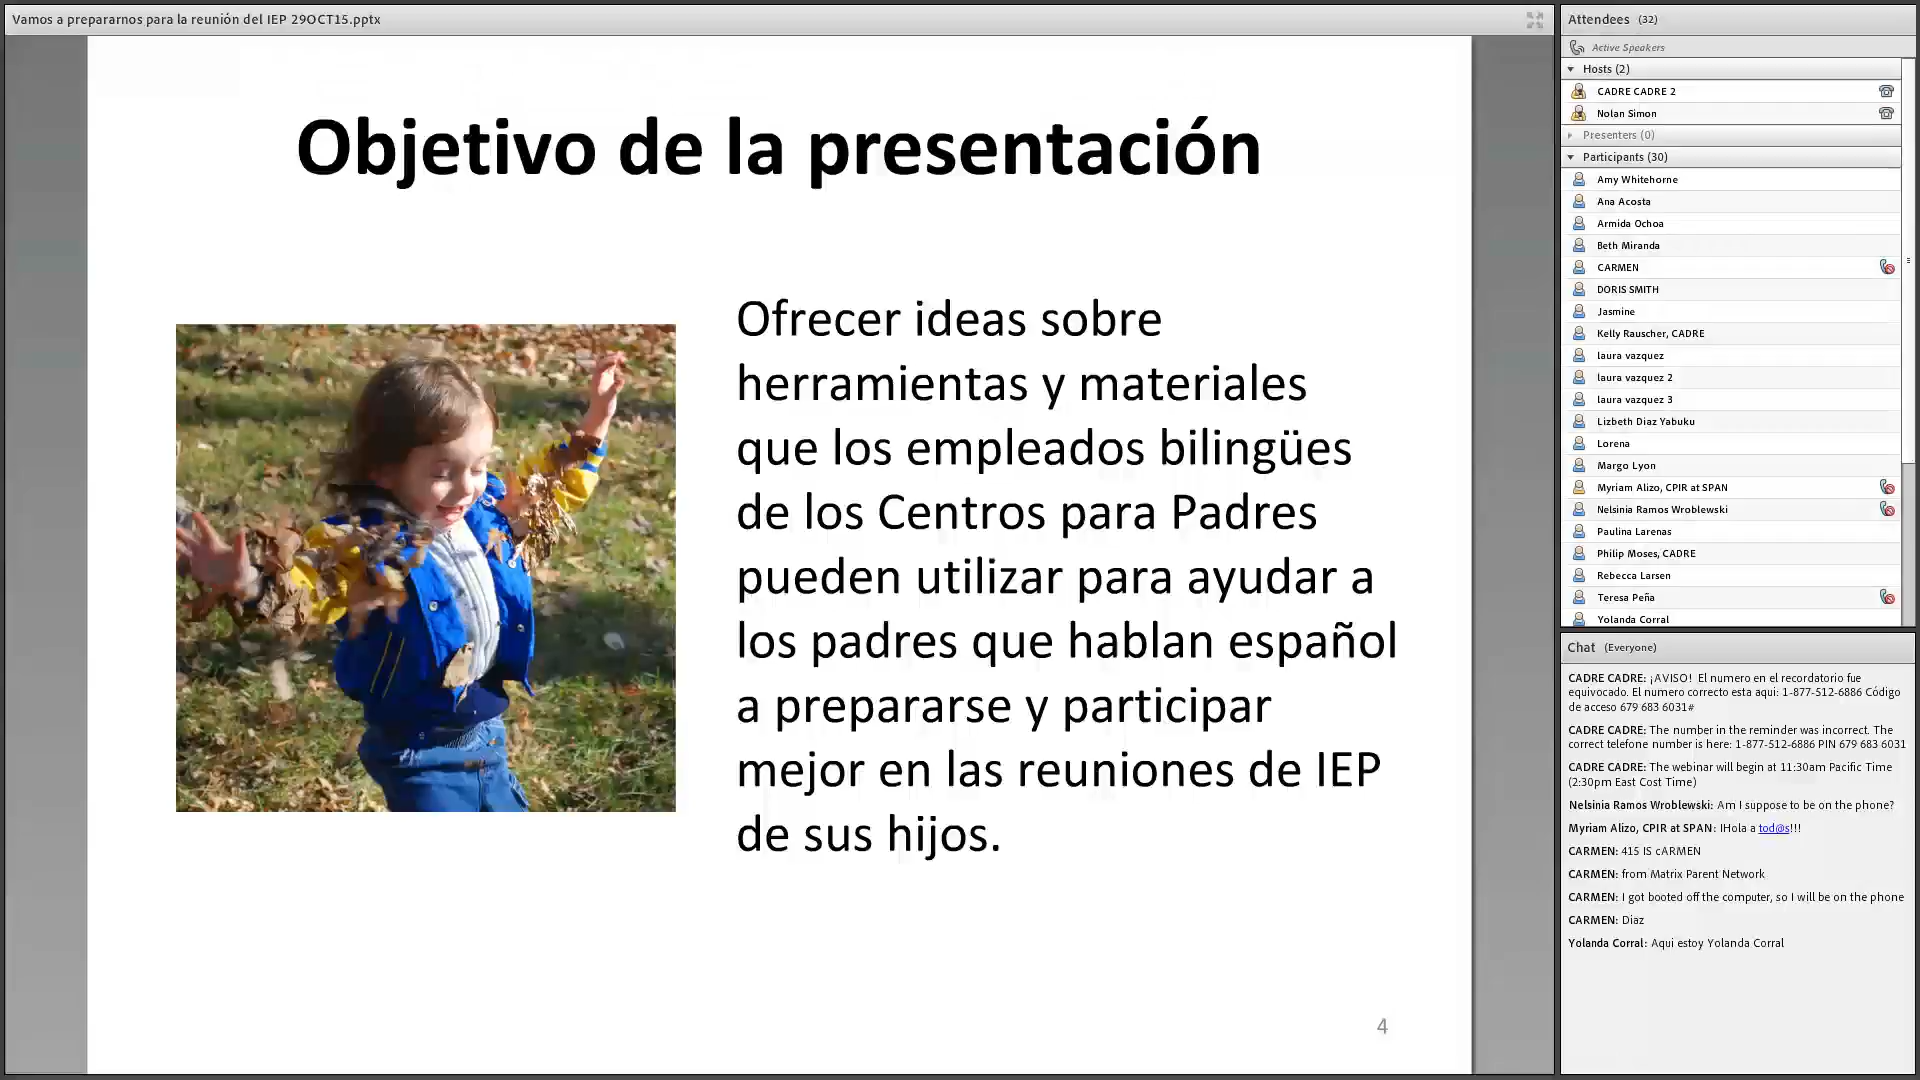 Vamos a prepararnos para la reunión del IEP 29OCT15.pptx
Objetivo de la presentación
Ofrecer ideas sobre
herramientas y materiales
que los empleados bilingües
de los Centros para Padres
pueden utilizar para ayudar a
los padres que hablan español
a prepararse y participar
mejor en las reuniones de IEP
de sus hijos.
4
Attendees (32)
Active Speakers
Hosts (2)
CADRE CADRE 2
Nolan Simon
Presenters (0)
Participants (30)
Amy Whitehorne
Ana Acosta
Armida Ochoa
Beth Miranda
CARMEN
DORIS SMITH
Jasmine
Kelly Rauscher, CADRE
laura vazquez
laura vazquez 2
laura vazquez 3
Lizbeth Diaz Yabuku
Lorena
Margo Lyon
Myriam Alizo, CPIR at SPAN
Nelsinia Ramos Wroblewski
Paulina Larenas
Philip Moses, CADRE
Rebecca Larsen
Teresa Peña
Yolanda Corral
Chat (Everyone)
CADRE CADRE: ¡AVISO! El numero en el recordatorio fue
equivocado. El numero correcto esta aqui: 1-877-512-6886 Código
de acceso 679 683 6031#
CADRE CADRE: The number in the reminder was incorrect. The
correct telefone number is here: 1-877-512-6886 PIN 679 683 6031
CADRE CADRE: The webinar will begin at 11:30am Pacific Time
(2:30pm East Cost Time)
Nelsinia Ramos Wroblewski: Am I suppose to be on the phone?
Myriam Alizo, CPIR at SPAN: IHola a tod@s!!!
CARMEN: 415 IS cARMEN
CARMEN: from Matrix Parent Network
CARMEN: I got booted off the computer, so I will be on the phone
CARMEN: Diaz
Yolanda Corral: Aqui estoy Yolanda Corral